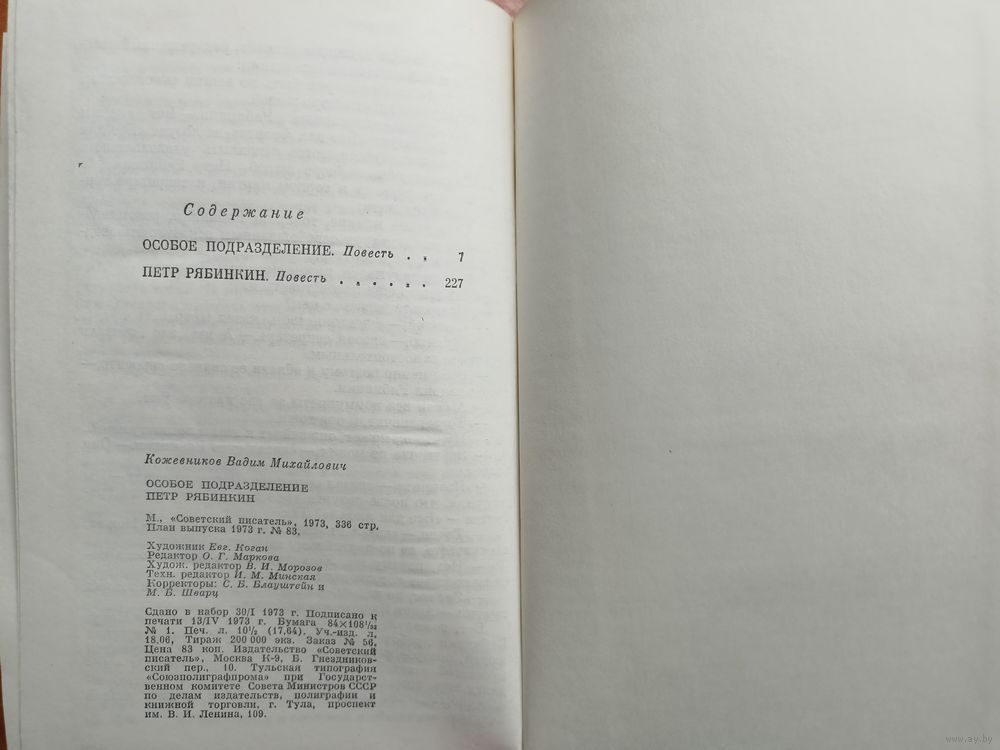 Содержание
ОСОБОЕ ПОДРАЗДЕЛЕНИЕ. Повесть . . 7
ПЕТР РЯБИНКИН. Повесть . . . . . . 227
Кожевников Вадим Михайлович
ОСОБОЕ ПОДРАЗДЕЛЕНИЕ
ПЕТР РЯБИНКИН
М., «Советский писатель», 1973, 336 стр.
План выпуска 1973 г. № 83.
Художник Евг. Коган
Редактор О. Г. Маркова
Худож. редактор В. И. Морозов
Техн. редактор И. М. Минская
Корректоры: С. Б. Блауштейн и
М. Б. Шварц
Сдано в набор 30/I 1973 г. Подписано к
печати 13/IV 1973 г. Бумага 84×108¹/₃₂
№ 1. Печ. л. 10¹/₂ (17,64). Уч.-изд. л.
18,06. Тираж 200 000 экз. Заказ № 56.
Цена 83 коп. Издательство «Советский
писатель», Москва К-9, Б. Гнездников-
ский пер., 10. Тульская типография
«Союзполиграфпрома» при Государст-
венном комитете Совета Министров СССР
по делам издательств, полиграфии и
книжной торговли, г. Тула, проспект
им. В. И. Ленина, 109.
www.ay.by